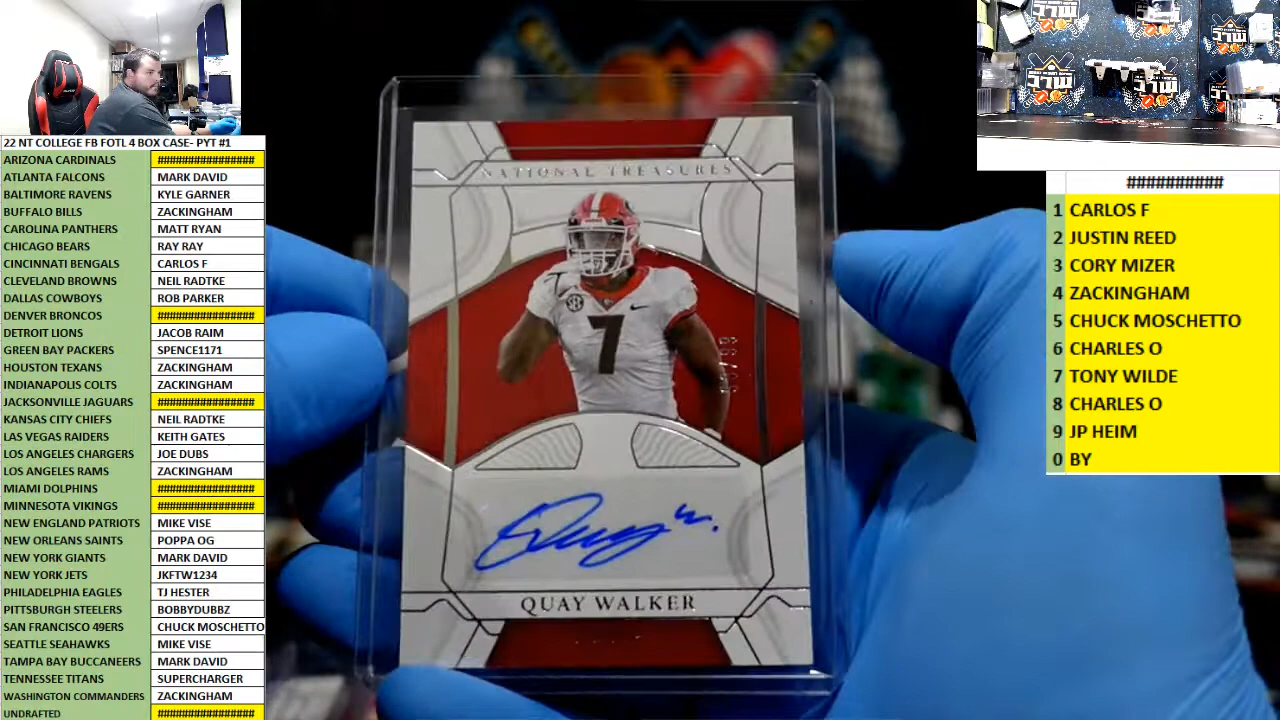 22 NT COLLEGE FB FOTL 4 BOX CASE- PYT #1
ARIZONA CARDINALS ################
ATLANTA FALCONS MARK DAVID
BALTIMORE RAVENS KYLE GARNER
BUFFALO BILLS ZACKINGHAM
CAROLINA PANTHERS MATT RYAN
CHICAGO BEARS RAY RAY
CINCINNATI BENGALS CARLOS F
CLEVELAND BROWNS NEIL RADTKE
DALLAS COWBOYS ROB PARKER
DENVER BRONCOS ################
DETROIT LIONS JACOB RAIM
GREEN BAY PACKERS SPENCE1171
HOUSTON TEXANS ZACKINGHAM
INDIANAPOLIS COLTS ZACKINGHAM
JACKSONVILLE JAGUARS ################
KANSAS CITY CHIEFS NEIL RADTKE
LAS VEGAS RAIDERS KEITH GATES
LOS ANGELES CHARGERS JOE DUBS
LOS ANGELES RAMS ZACKINGHAM
MIAMI DOLPHINS ################
MINNESOTA VIKINGS ################
NEW ENGLAND PATRIOTS MIKE VISE
NEW ORLEANS SAINTS POPPA OG
NEW YORK GIANTS MARK DAVID
NEW YORK JETS JKFTW1234
PHILADELPHIA EAGLES TJ HESTER
PITTSBURGH STEELERS BOBBYDUBBZ
SAN FRANCISCO 49ERS CHUCK MOSCHETTO
SEATTLE SEAHAWKS MIKE VISE
TAMPA BAY BUCCANEERS MARK DAVID
TENNESSEE TITANS SUPERCHARGER
WASHINGTON COMMANDERS ZACKINGHAM
UNDRAFTED ################
NATIONAL TREASURES
7
7
SEC
Quay W.
QUAY WALKER
##########
1 CARLOS F
2 JUSTIN REED
3 CORY MIZER
4 ZACKINGHAM
5 CHUCK MOSCHETTO
6 CHARLES O
7 TONY WILDE
8 CHARLES O
9 JP HEIM
0 BY